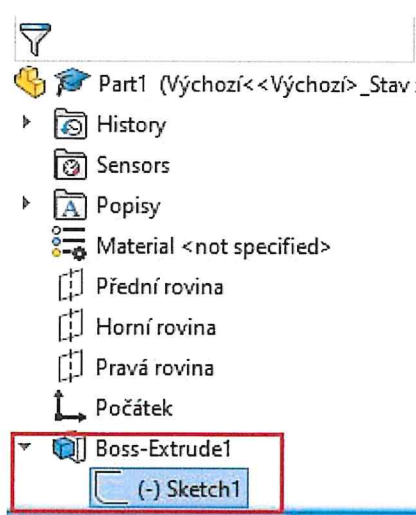 Part1 (Výchozí<<Výchozí>_Stav
History
Sensors
A Popisy
Material <not specified>
Přední rovina
Horní rovina
Pravá rovina
Počátek
Boss-Extrude1
(-) Sketch1